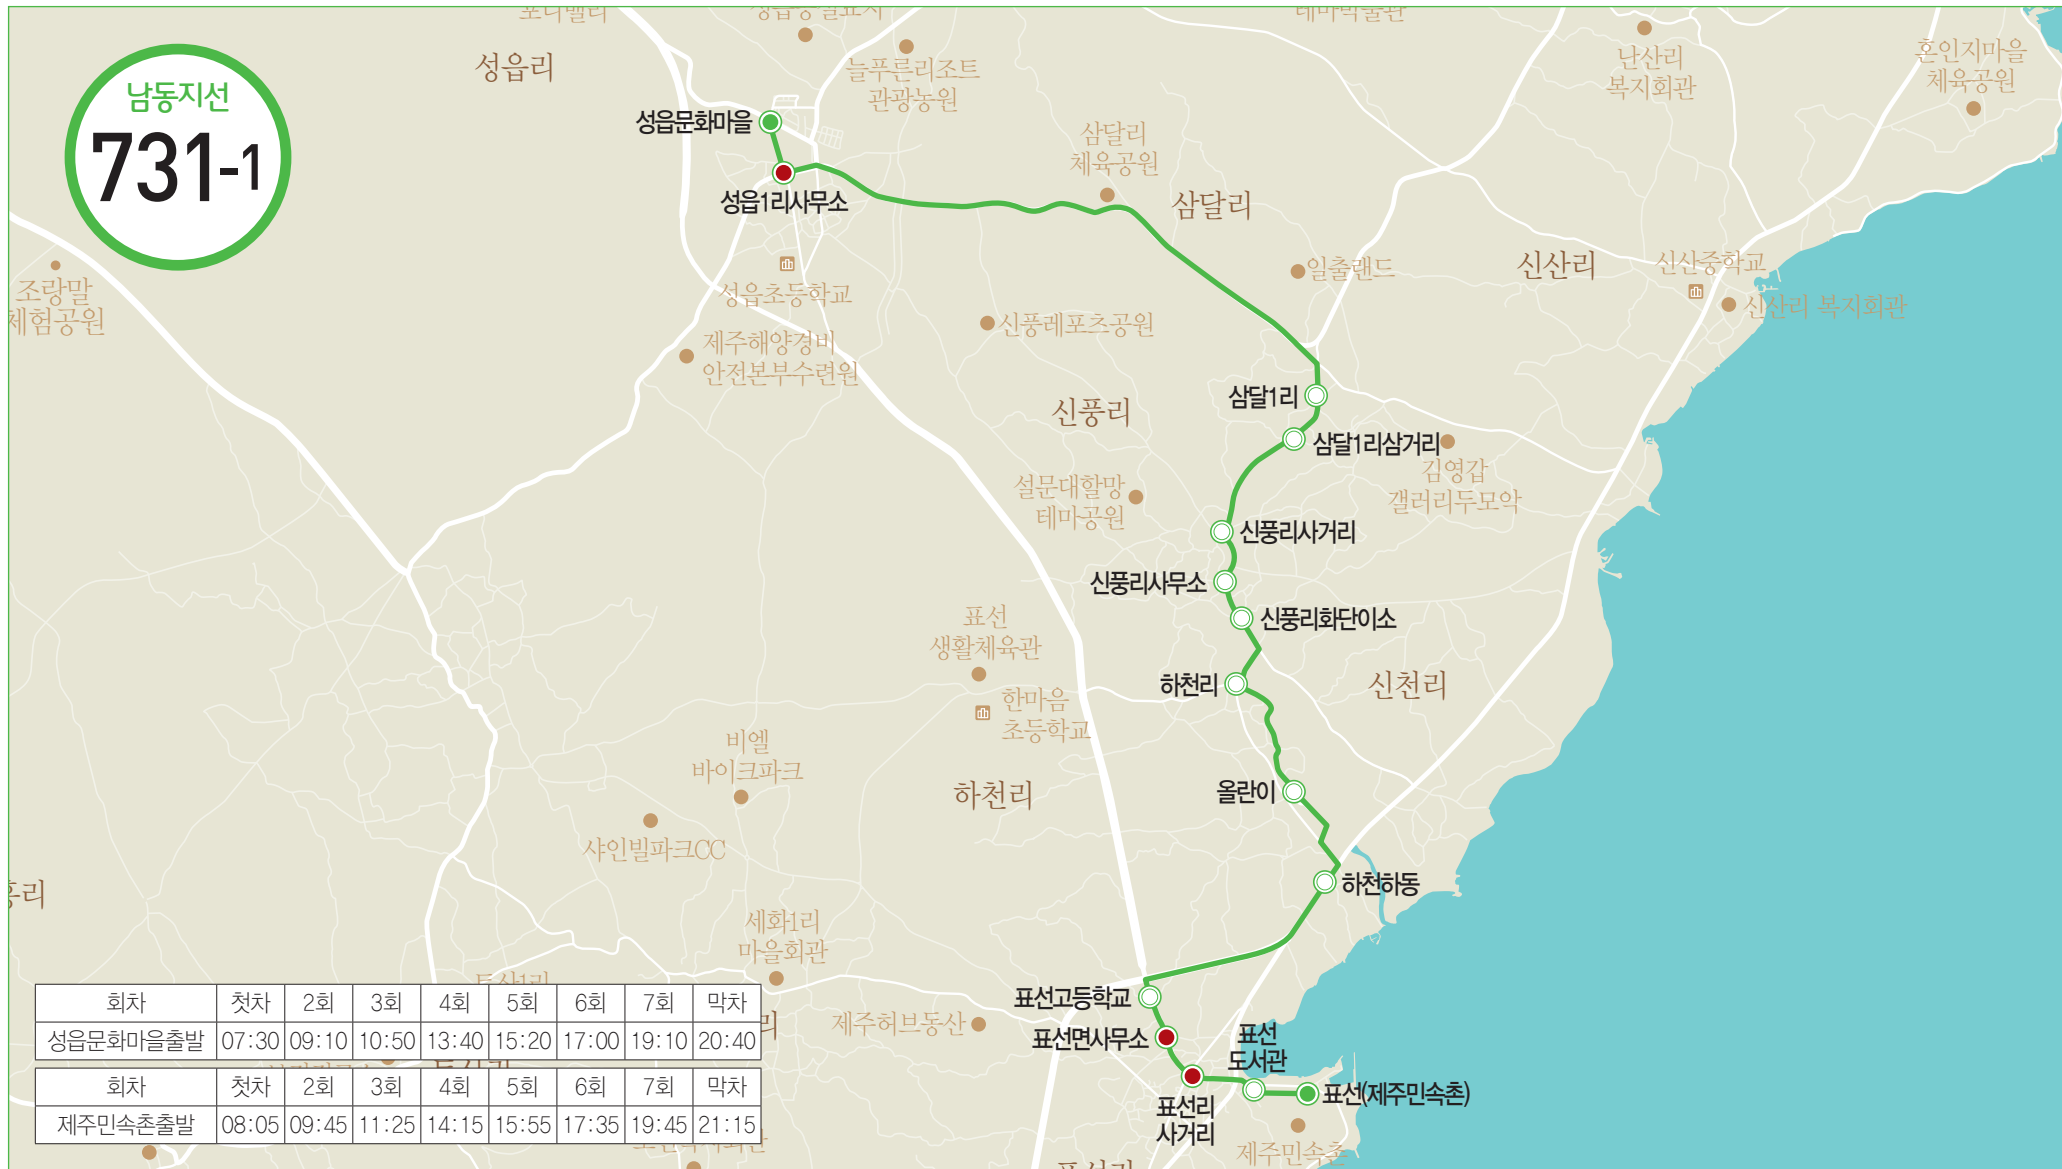 성읍리
남동지선
731-1
늘푸른리조트
관광농원
난산리
복지회관
혼인지마을
체육공원
성읍문화마을
삼달리
체육공원
성읍1리사무소
삼달리
일출랜드
신산리
신산중학교
신산리 복지회관
조랑말
체험공원
성읍초등학교
신풍레포츠공원
제주해양경비
안전본부수련원
삼달1리
신풍리
삼달1리삼거리
김영갑
갤러리두모악
설문대할망
테마공원
신풍리사거리
신풍리사무소
신풍리화단이소
표선
생활체육관
하천리
신천리
한마음
초등학교
비엘
바이크파크
하천리
올란이
샤인빌파크CC
하천하동
세화1리
마을회관
표선고등학교
제주허브동산
표선면사무소
표선
도서관
표선(제주민속촌)
표선리
사거리
제주민속촌
회차 첫차 2회 3회 4회 5회 6회 7회 막차
성읍문화마을출발 07:30 09:10 10:50 13:40 15:20 17:00 19:10 20:40
회차 첫차 2회 3회 4회 5회 6회 7회 막차
제주민속촌출발 08:05 09:45 11:25 14:15 15:55 17:35 19:45 21:15